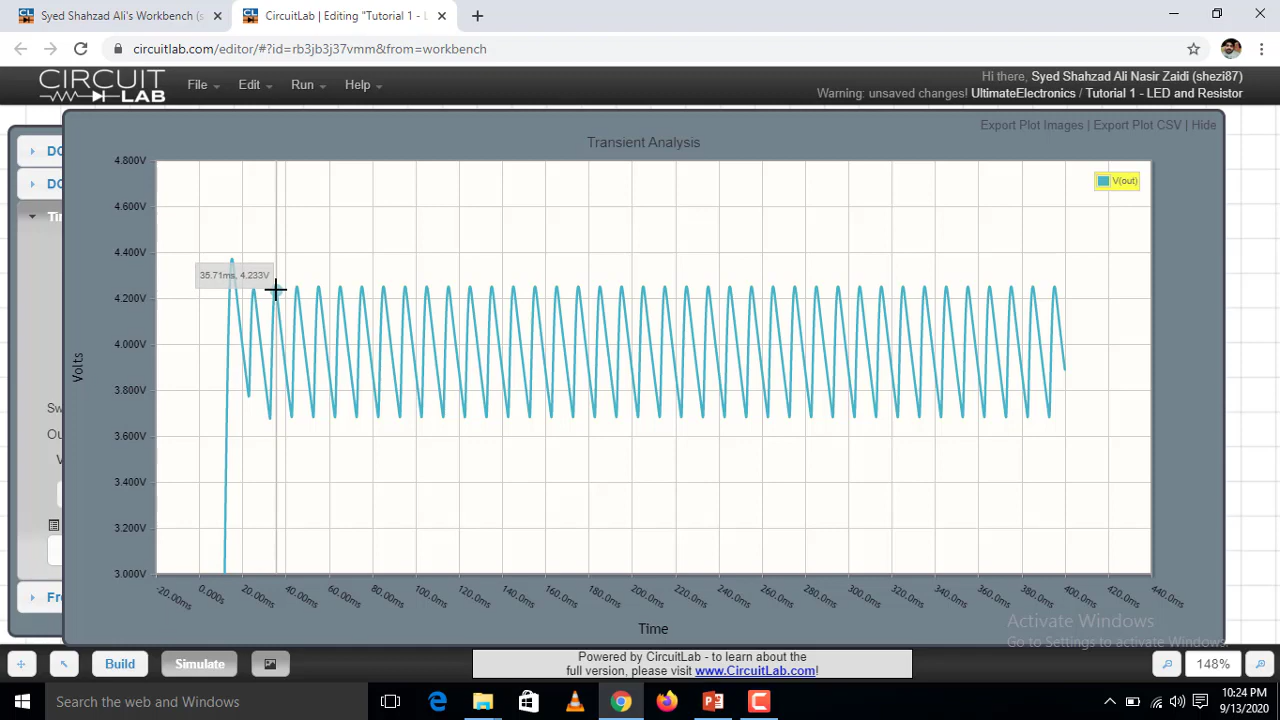 Syed Shahzad Ali's Workbench (s
CircuitLab | Editing "Tutorial 1 - L
circuitlab.com/editor/#?id=rb3jb3j37vmm&from=workbench
CIRCUIT
LAB
File
Edit
Run
Help
Hi there, Syed Shahzad Ali Nasir Zaidi (shezi87)
Warning: unsaved changes! UltimateElectronics / Tutorial 1 - LED and Resistor
Export Plot Images | Export Plot CSV | Hide
Transient Analysis
DC
DC
Tim
Sw
Ou
V
Fr
4.800V
4.600V
4.400V
4.200V
4.000V
3.800V
3.600V
3.400V
3.200V
3.000V
Volts
V(out)
35.71ms, 4.233V
-20.00ms
0.000s
20.00ms
40.00ms
60.00ms
80.00ms
100.0ms
120.0ms
140.0ms
160.0ms
180.0ms
200.0ms
220.0ms
240.0ms
260.0ms
280.0ms
300.0ms
320.0ms
340.0ms
360.0ms
380.0ms
400.0ms
420.0ms
440.0ms
Time
Activate Windows
Go to Settings to activate Windows.
Build
Simulate
Powered by CircuitLab - to learn about the
full version, please visit www.CircuitLab.com!
148%
Search the web and Windows
10:24 PM
9/13/2020